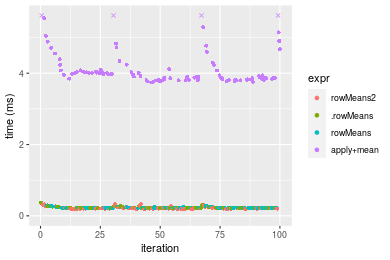 4
2
0
time (ms)
0
25
50
75
100
iteration
expr
rowMeans2
.rowMeans
rowMeans
apply+mean